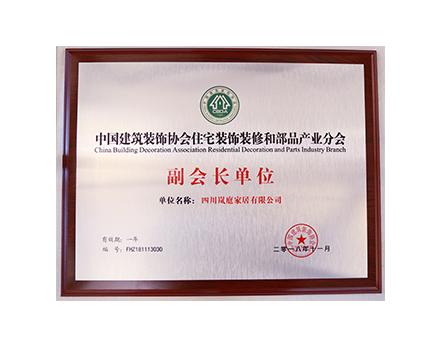 CBDA
中国建筑装饰协会住宅装饰装修和部品产业分会
China Building Decoration Association Residential Decoration and Parts Industry Branch
副会长单位
单位名称：四川岚庭家居有限公司
有效期：一年
编 号：FHZ181113030
二零一八年十一月